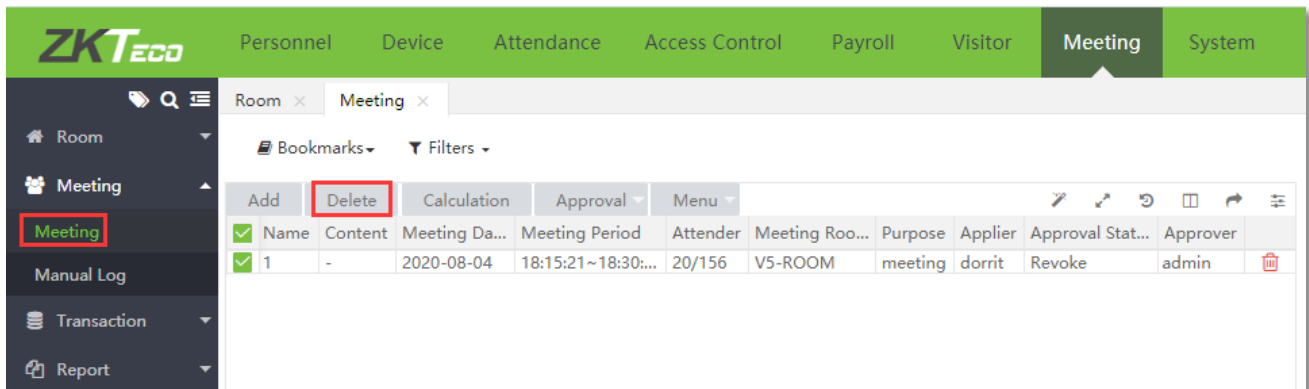 ZKTECO Personnel Device Attendance Access Control Payroll Visitor Meeting System
Room Meeting
Room
Bookmarks Filters
Meeting
Add Delete Calculation Approval Menu
Meeting
Name Content Meeting Da... Meeting Period Attender Meeting Roo... Purpose Applier Approval Stat... Approver
1 - 2020-08-04 18:15:21~18:30:... 20/156 V5-ROOM meeting dorrit Revoke admin
Manual Log
Transaction
Report